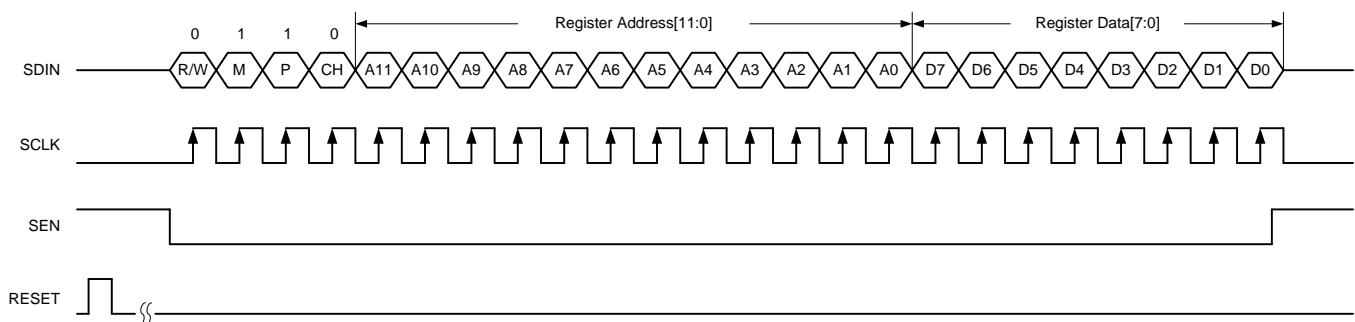 Register Address[11:0] Register Data[7:0]
0 1 1 0
SDIN R/W M P CH A11 A10 A9 A8 A7 A6 A5 A4 A3 A2 A1 A0 D7 D6 D5 D4 D3 D2 D1 D0
SCLK
SEN
RESET